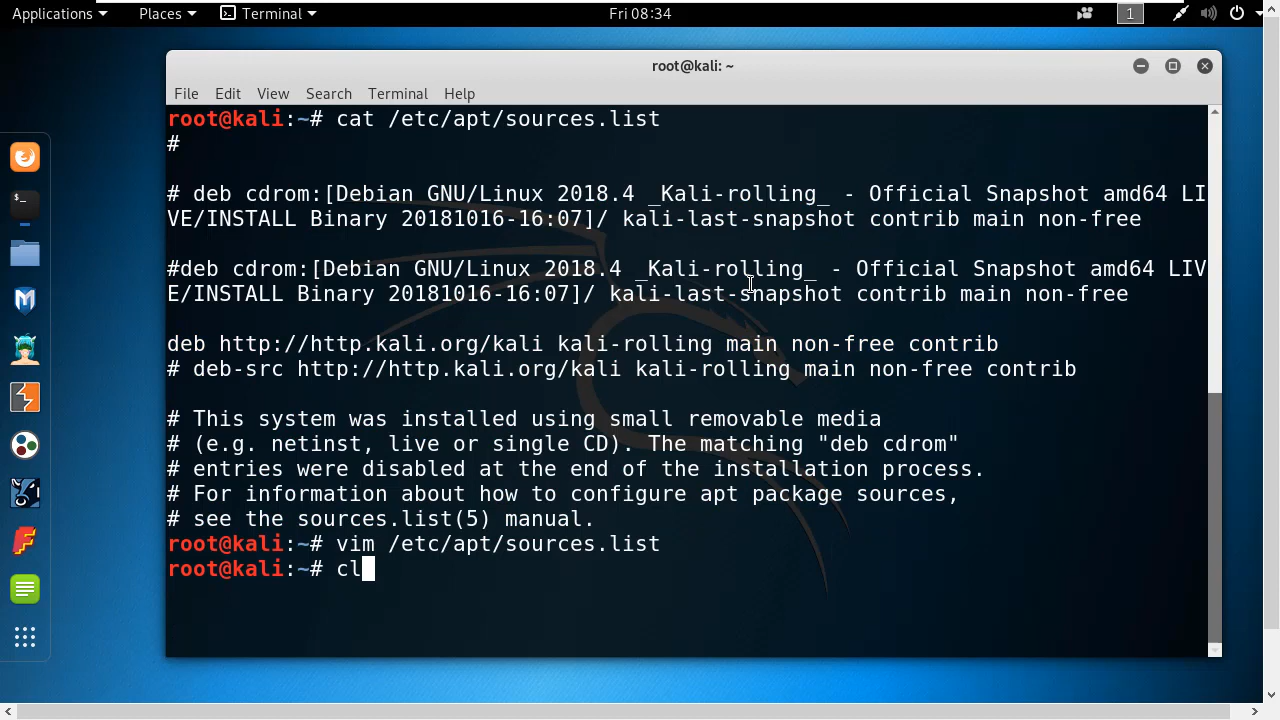 Applications Places Terminal Fri 08:34 1
root@kali: ~
File Edit View Search Terminal Help
root@kali:~# cat /etc/apt/sources.list
#
# deb cdrom:[Debian GNU/Linux 2018.4 _Kali-rolling_ - Official Snapshot amd64 LI
VE/INSTALL Binary 20181016-16:07]/ kali-last-snapshot contrib main non-free
#deb cdrom:[Debian GNU/Linux 2018.4 _Kali-rolling_ - Official Snapshot amd64 LIV
E/INSTALL Binary 20181016-16:07]/ kali-last-snapshot contrib main non-free
deb http://http.kali.org/kali kali-rolling main non-free contrib
# deb-src http://http.kali.org/kali kali-rolling main non-free contrib
# This system was installed using small removable media
# (e.g. netinst, live or single CD). The matching "deb cdrom"
# entries were disabled at the end of the installation process.
# For information about how to configure apt package sources,
# see the sources.list(5) manual.
root@kali:~# vim /etc/apt/sources.list
root@kali:~# cl